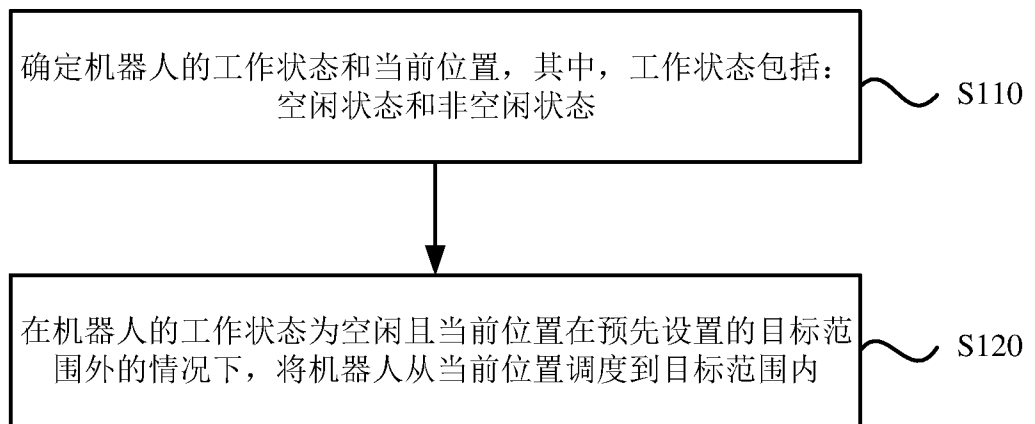 确定机器人的工作状态和当前位置，其中，工作状态包括：
空闲状态和非空闲状态
S110
在机器人的工作状态为空闲且当前位置在预先设置的目标范
围外的情况下，将机器人从当前位置调度到目标范围内
S120